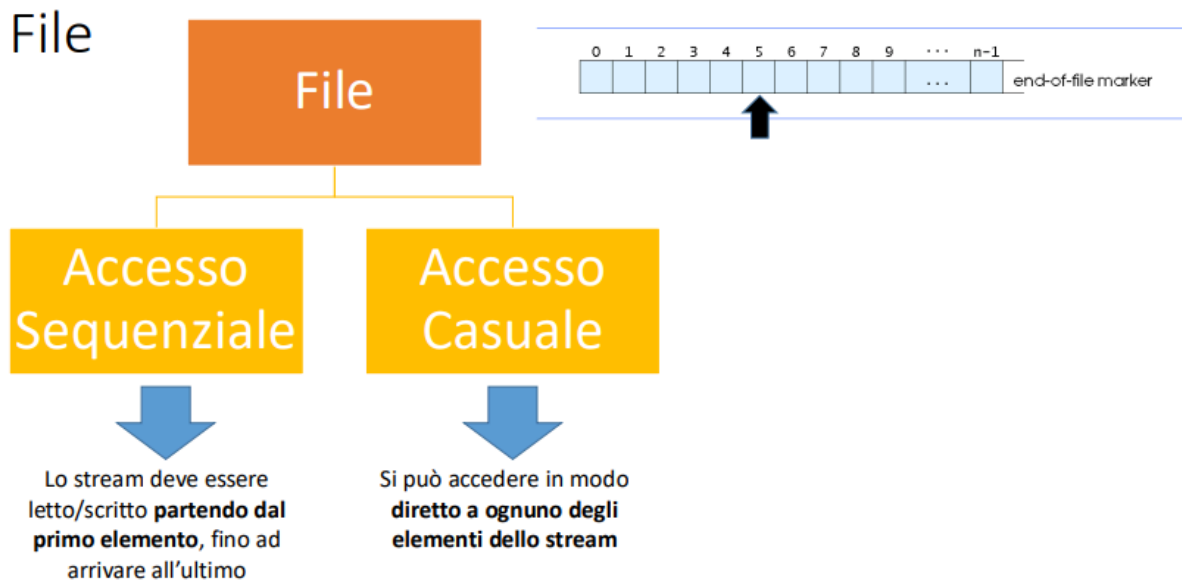 File
File
0 1 2 3 4 5 6 7 8 9 ... n-1
... end-of-file marker
Accesso
Sequenziale
Accesso
Casuale
Lo stream deve essere
letto/scritto partendo dal
primo elemento, fino ad
arrivare all’ultimo
Si può accedere in modo
diretto a ognuno degli
elementi dello stream